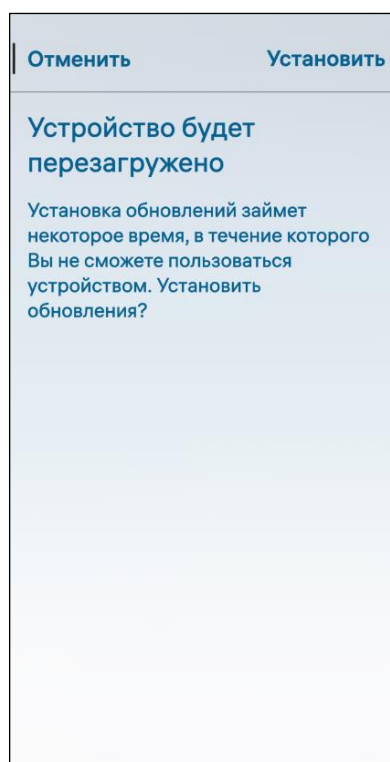 Отменить Установить
Устройство будет
перезагружено
Установка обновлений займет
некоторое время, в течение которого
Вы не сможете пользоваться
устройством. Установить
обновления?